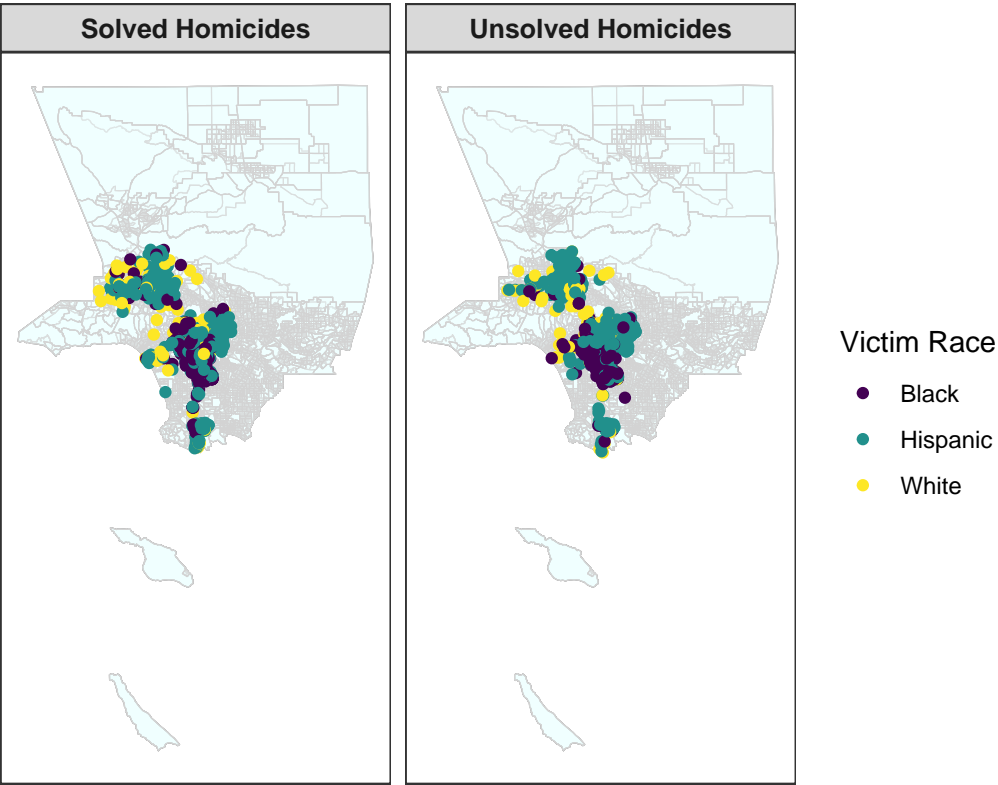 Solved Homicides
Unsolved Homicides
Victim Race
Black
Hispanic
White